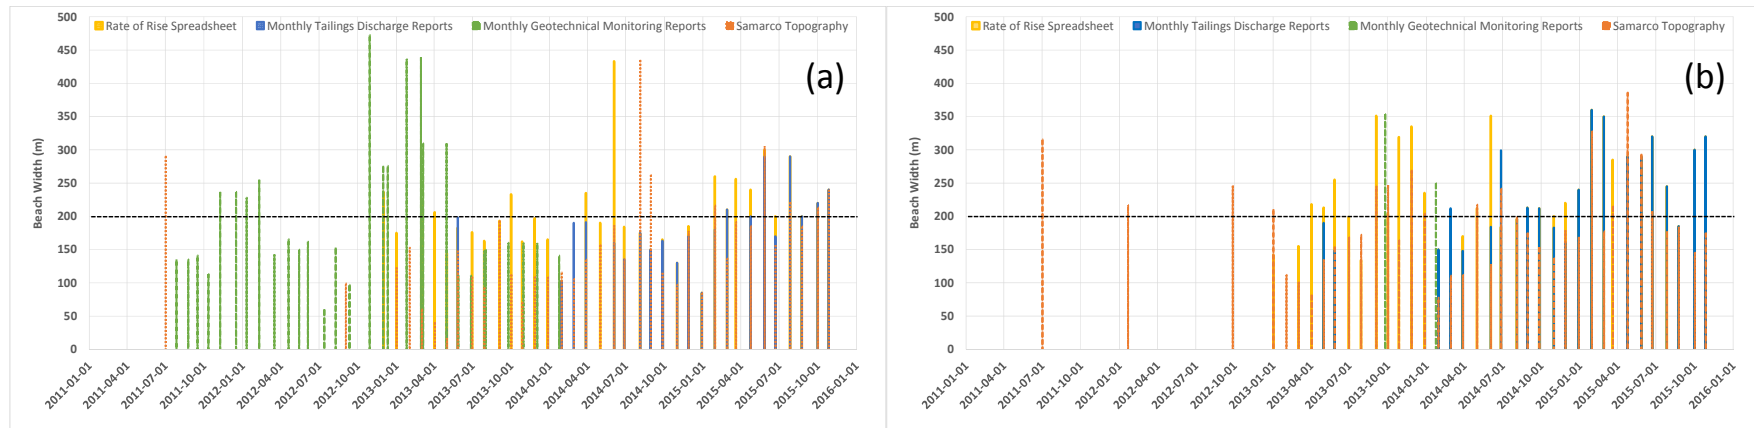 500
Rate of Rise Spreadsheet Monthly Tailings Discharge Reports Monthly Geotechnical Monitoring Reports Samarco Topography
450
(a)
400
350
300
250
200
150
100
50
0
Beach Width (m)
2011-01-01 2011-04-01 2011-07-01 2011-10-01 2012-01-01 2012-04-01 2012-07-01 2012-10-01 2013-01-01 2013-04-01 2013-07-01 2013-10-01 2014-01-01 2014-04-01 2014-07-01 2014-10-01 2015-01-01 2015-04-01 2015-07-01 2015-10-01 2016-01-01
500
Rate of Rise Spreadsheet Monthly Tailings Discharge Reports Monthly Geotechnical Monitoring Reports Samarco Topography
450
(b)
400
350
300
250
200
150
100
50
0
Beach Width (m)
2011-01-01 2011-04-01 2011-07-01 2011-10-01 2012-01-01 2012-04-01 2012-07-01 2012-10-01 2013-01-01 2013-04-01 2013-07-01 2013-10-01 2014-01-01 2014-04-01 2014-07-01 2014-10-01 2015-01-01 2015-04-01 2015-07-01 2015-10-01 2016-01-01